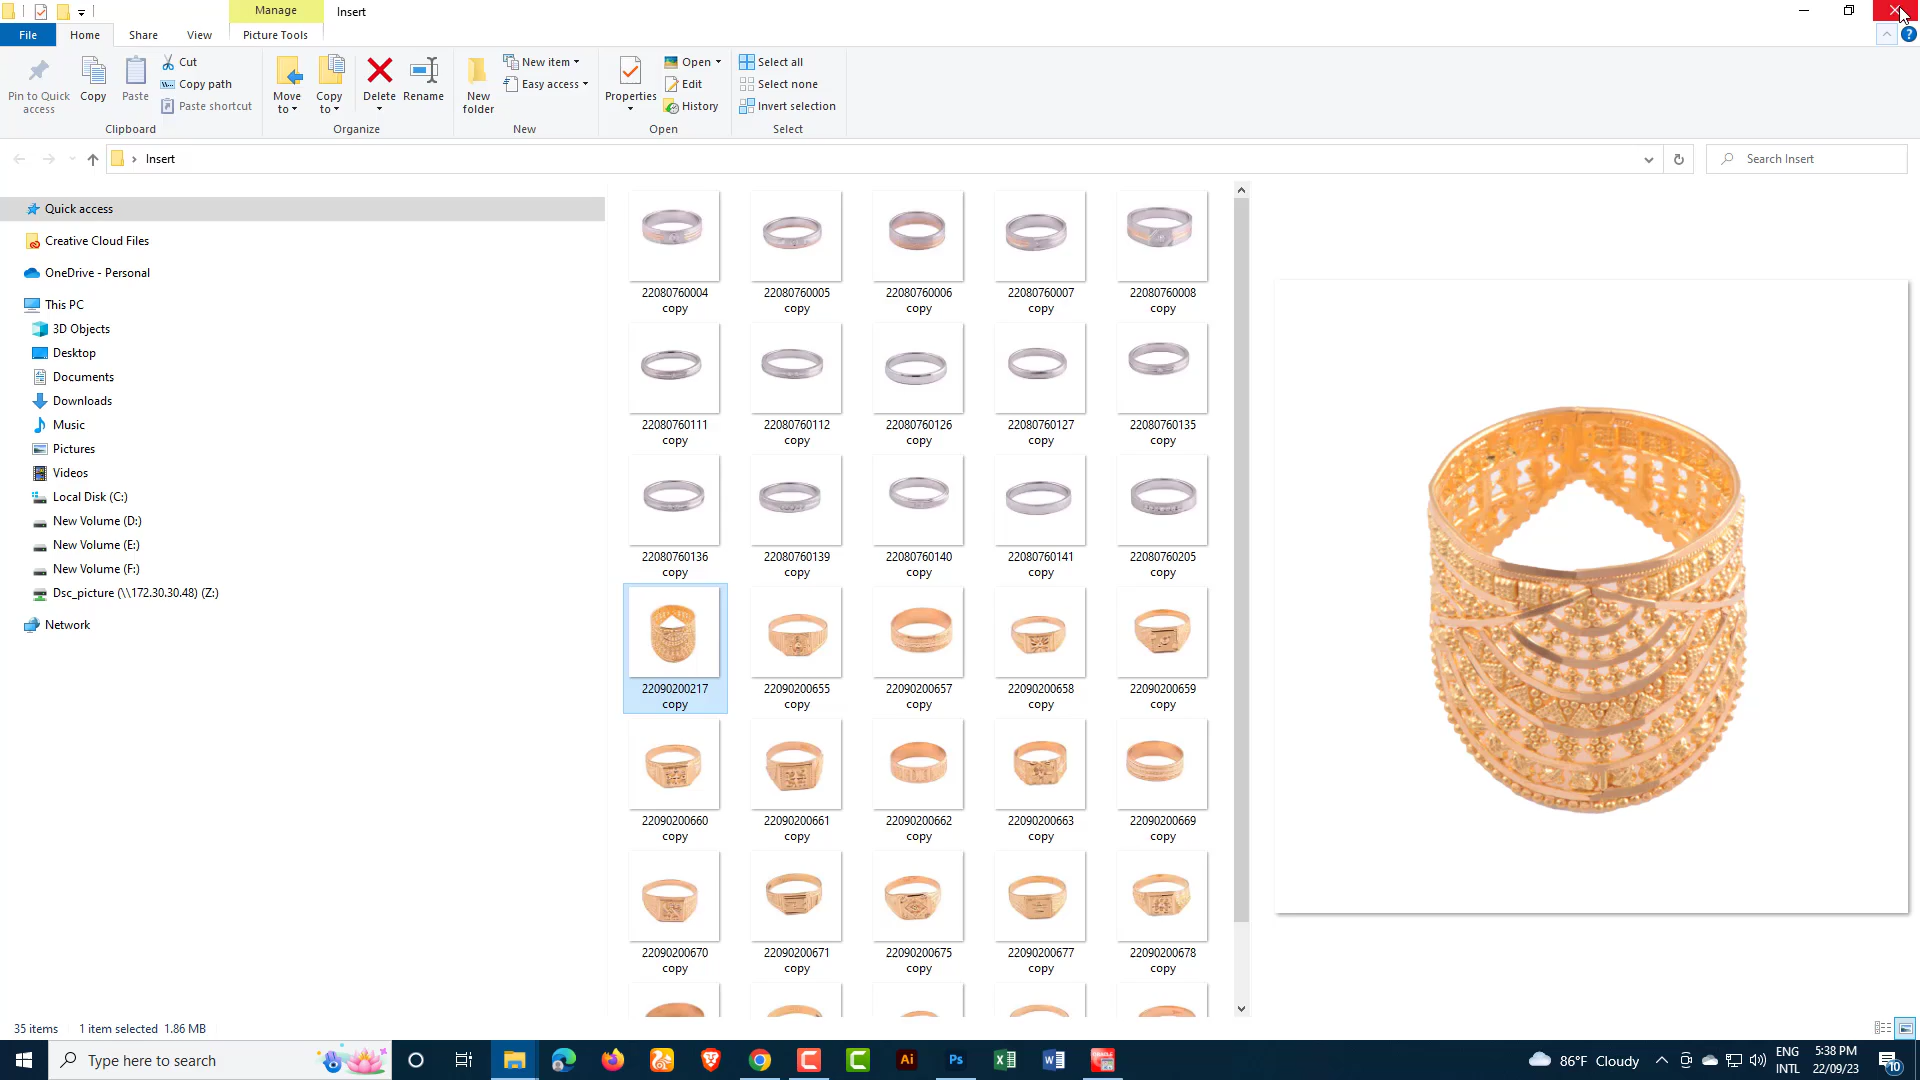 Manage
Insert
File
Home
Share
View
Picture Tools
Pin to Quick
access
Copy
Paste
Cut
Copy path
Paste shortcut
Clipboard
Move
to
Copy
to
Delete
Rename
Organize
New
folder
New item
Easy access
New
Properties
Open
Edit
History
Open
Select all
Select none
Invert selection
Select
Insert
Search Insert
Quick access
Creative Cloud Files
OneDrive - Personal
This PC
3D Objects
Desktop
Documents
Downloads
Music
Pictures
Videos
Local Disk (C:)
New Volume (D:)
New Volume (E:)
New Volume (F:)
Dsc_picture (\\172.30.30.48) (Z:)
Network
22080760004
copy
22080760005
copy
22080760006
copy
22080760007
copy
22080760008
copy
22080760111
copy
22080760112
copy
22080760126
copy
22080760127
copy
22080760135
copy
22080760136
copy
22080760139
copy
22080760140
copy
22080760141
copy
22080760205
copy
22090200217
copy
22090200655
copy
22090200657
copy
22090200658
copy
22090200659
copy
22090200660
copy
22090200661
copy
22090200662
copy
22090200663
copy
22090200669
copy
22090200670
copy
22090200671
copy
22090200675
copy
22090200677
copy
22090200678
copy
35 items
1 item selected 1.86 MB
Type here to search
Ai
Ps
86°F Cloudy
ENG
INTL
5:38 PM
22/09/23
10